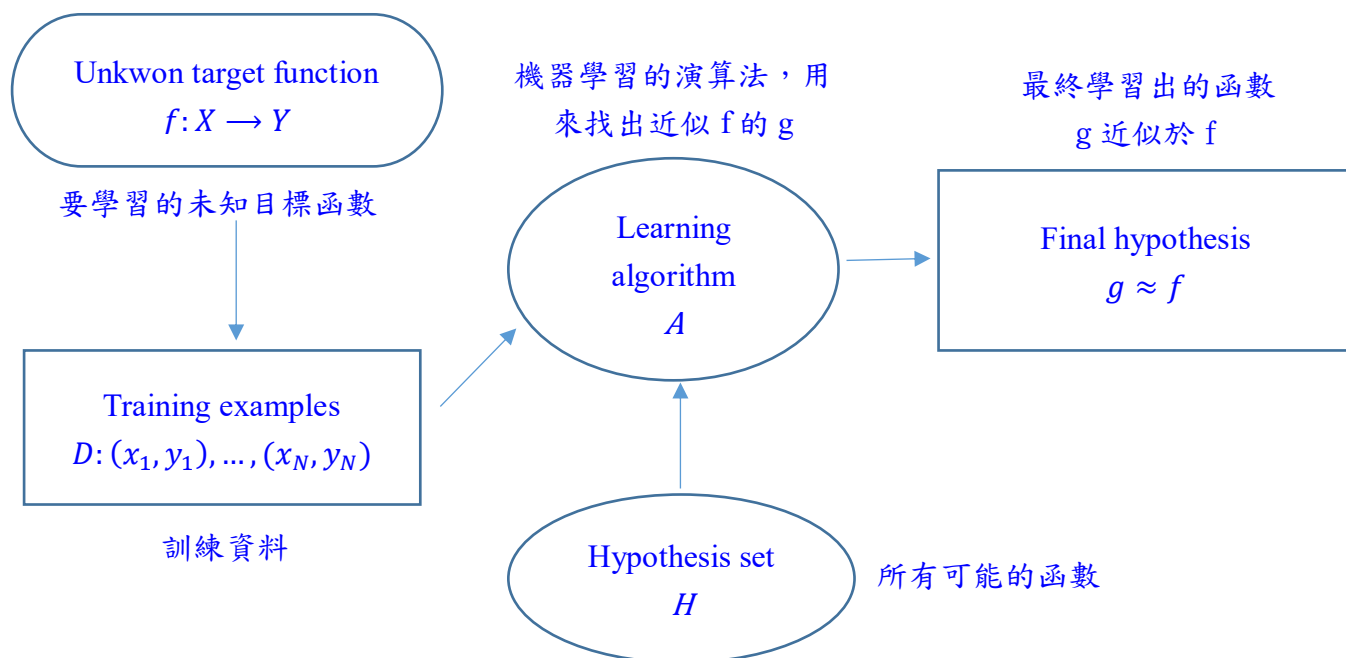 Unkwon target function
f: X ⟶ Y
要學習的未知目標函數
Training examples
D: (x₁, y₁), … , (x_N, y_N)
訓練資料
機器學習的演算法，用
來找出近似 f 的 g
Learning
algorithm
A
Hypothesis set
H
所有可能的函數
最終學習出的函數
g 近似於 f
Final hypothesis
g ≈ f